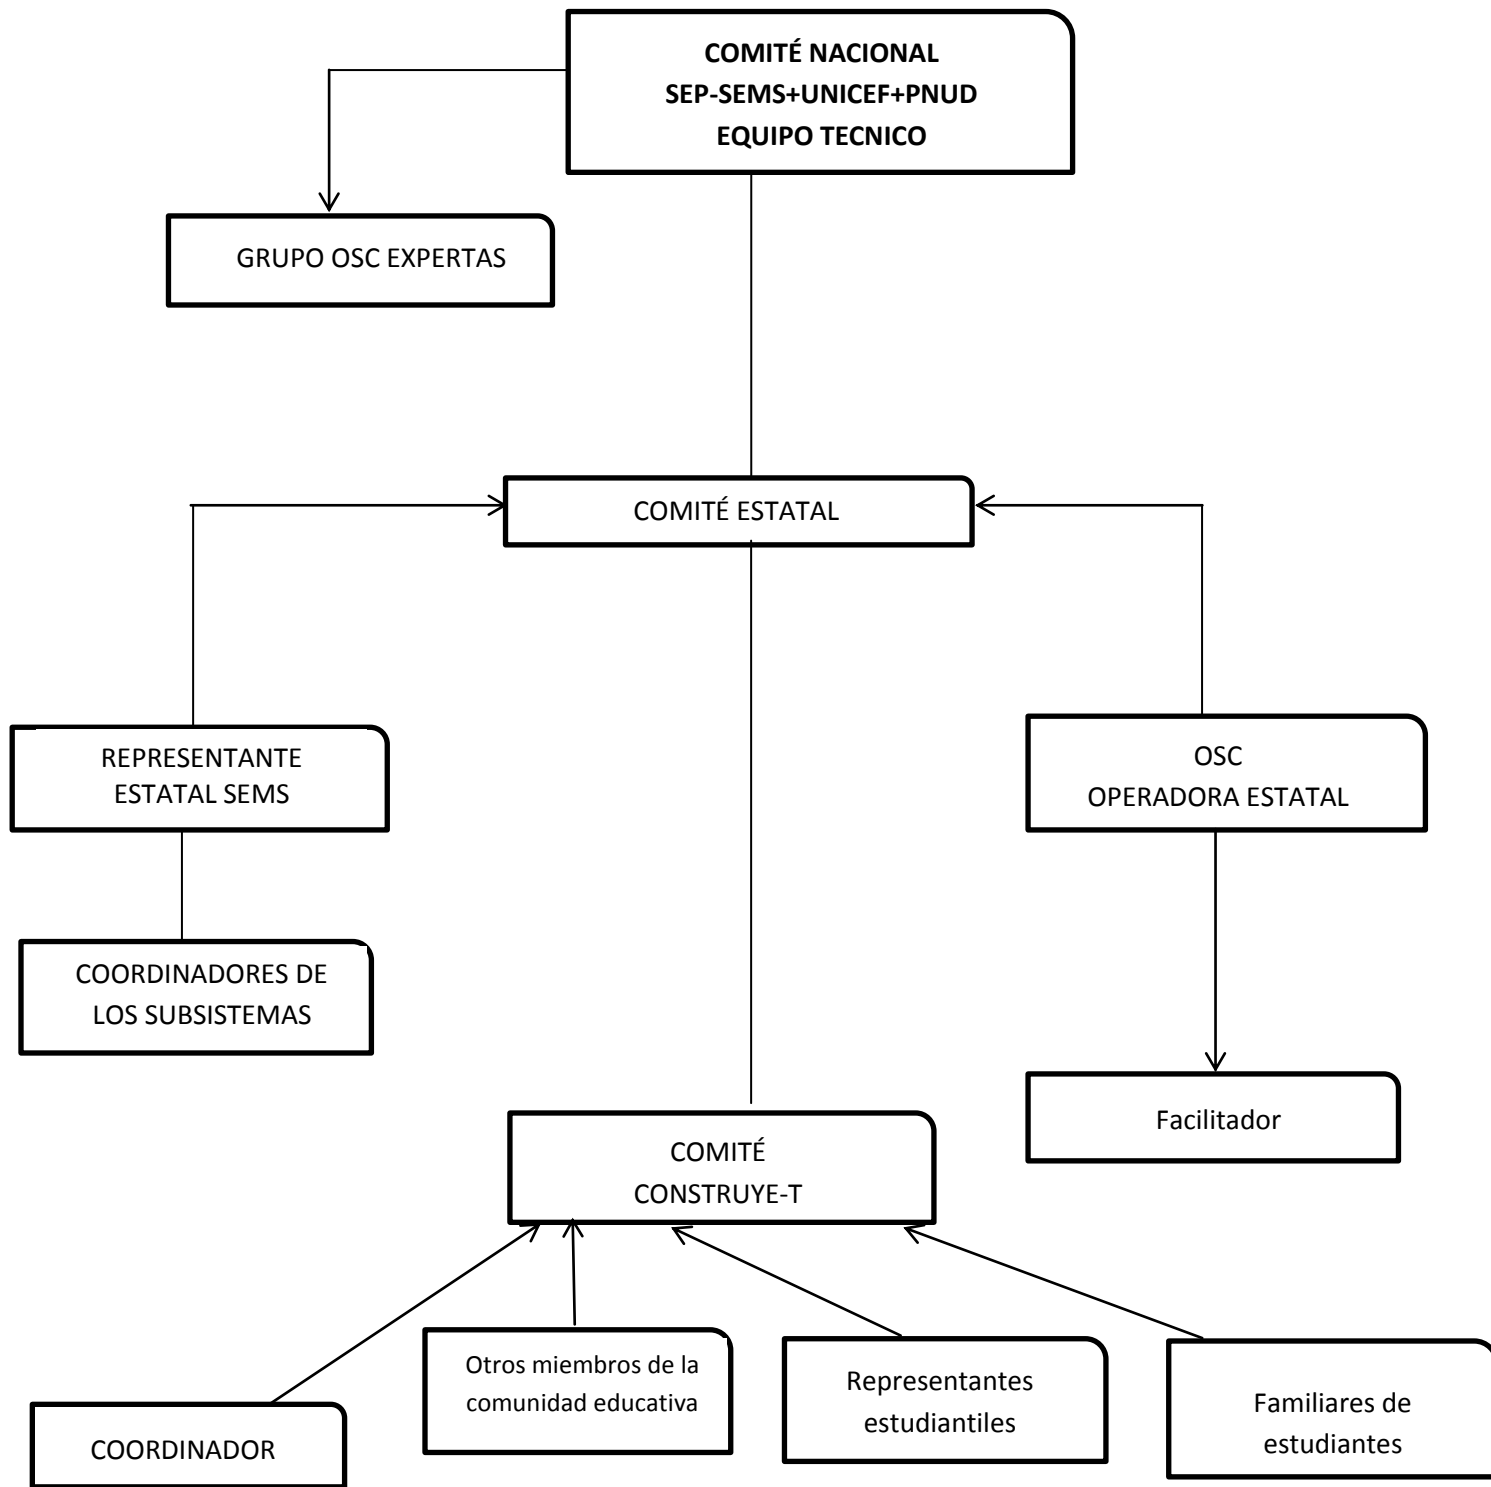 COMITÉ NACIONAL
SEP-SEMS+UNICEF+PNUD
EQUIPO TECNICO
GRUPO OSC EXPERTAS
COMITÉ ESTATAL
REPRESENTANTE
ESTATAL SEMS
OSC
OPERADORA ESTATAL
COORDINADORES DE
LOS SUBSISTEMAS
Facilitador
COMITÉ
CONSTRUYE-T
COORDINADOR
Otros miembros de la
comunidad educativa
Representantes
estudiantiles
Familiares de
estudiantes